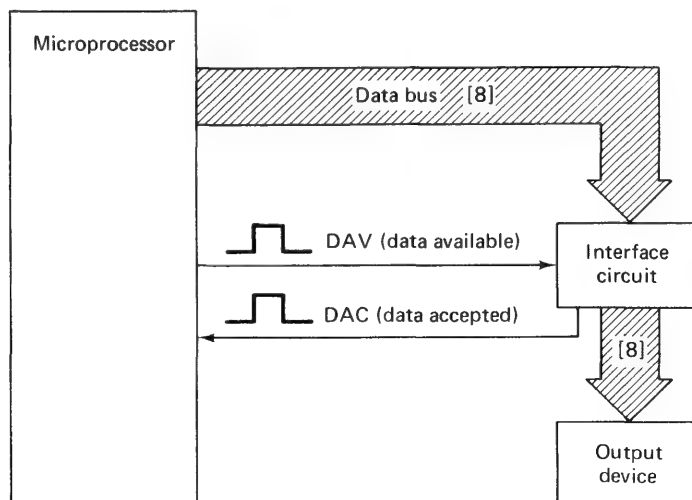 Microprocessor
Data bus [8]
DAV (data available)
Interface
circuit
DAC (data accepted)
[8]
Output
device